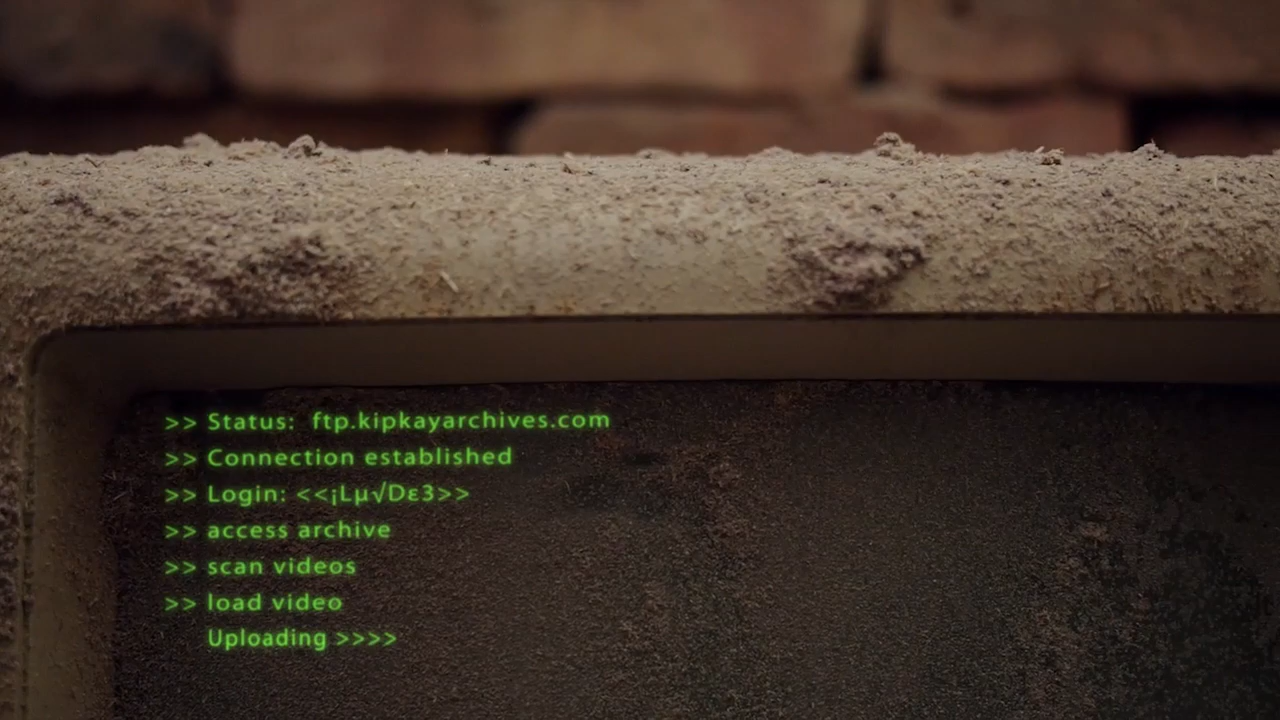 >> Status: ftp.kipkayarchives.com
>> Connection established
>> Login: <<¡Lµ√Dε3>>
>> access archive
>> scan videos
>> load video
Uploading >>>>